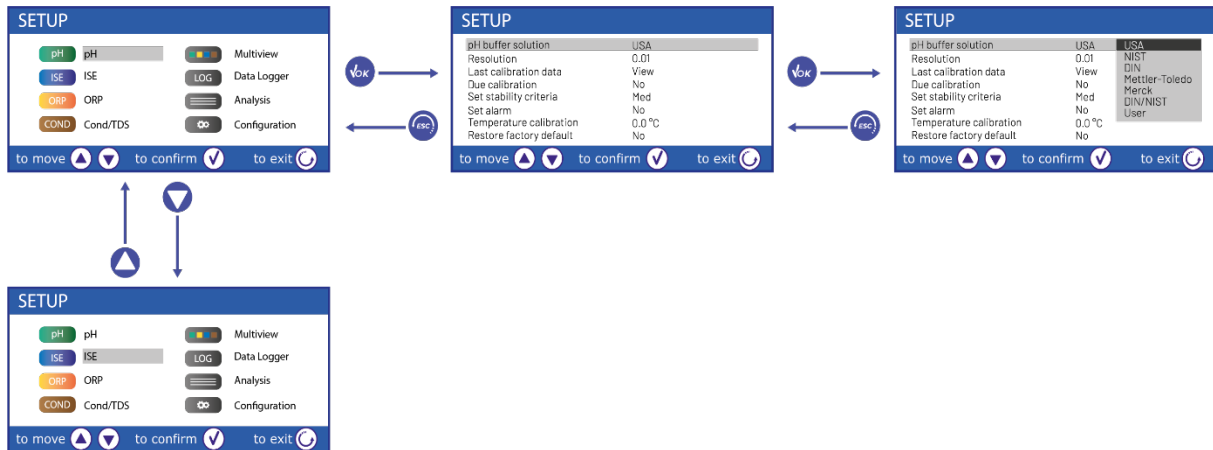 SETUP
pH pH Multiview
ISE ISE LOG Data Logger
ORP ORP Analysis
COND Cond/TDS Configuration
to move to confirm to exit
√OK
ESC
SETUP
pH buffer solution USA
Resolution 0.01
Last calibration data View
Due calibration No
Set stability criteria Med
Set alarm No
Temperature calibration 0.0 °C
Restore factory default No
to move to confirm to exit
√OK
ESC
SETUP
pH buffer solution USA USA
Resolution 0.01 NIST
Last calibration data View DIN
Due calibration No Mettler-Toledo
Set stability criteria Med Merck
Set alarm No DIN/NIST
Temperature calibration 0.0 °C User
Restore factory default No
to move to confirm to exit
SETUP
pH pH Multiview
ISE ISE LOG Data Logger
ORP ORP Analysis
COND Cond/TDS Configuration
to move to confirm to exit